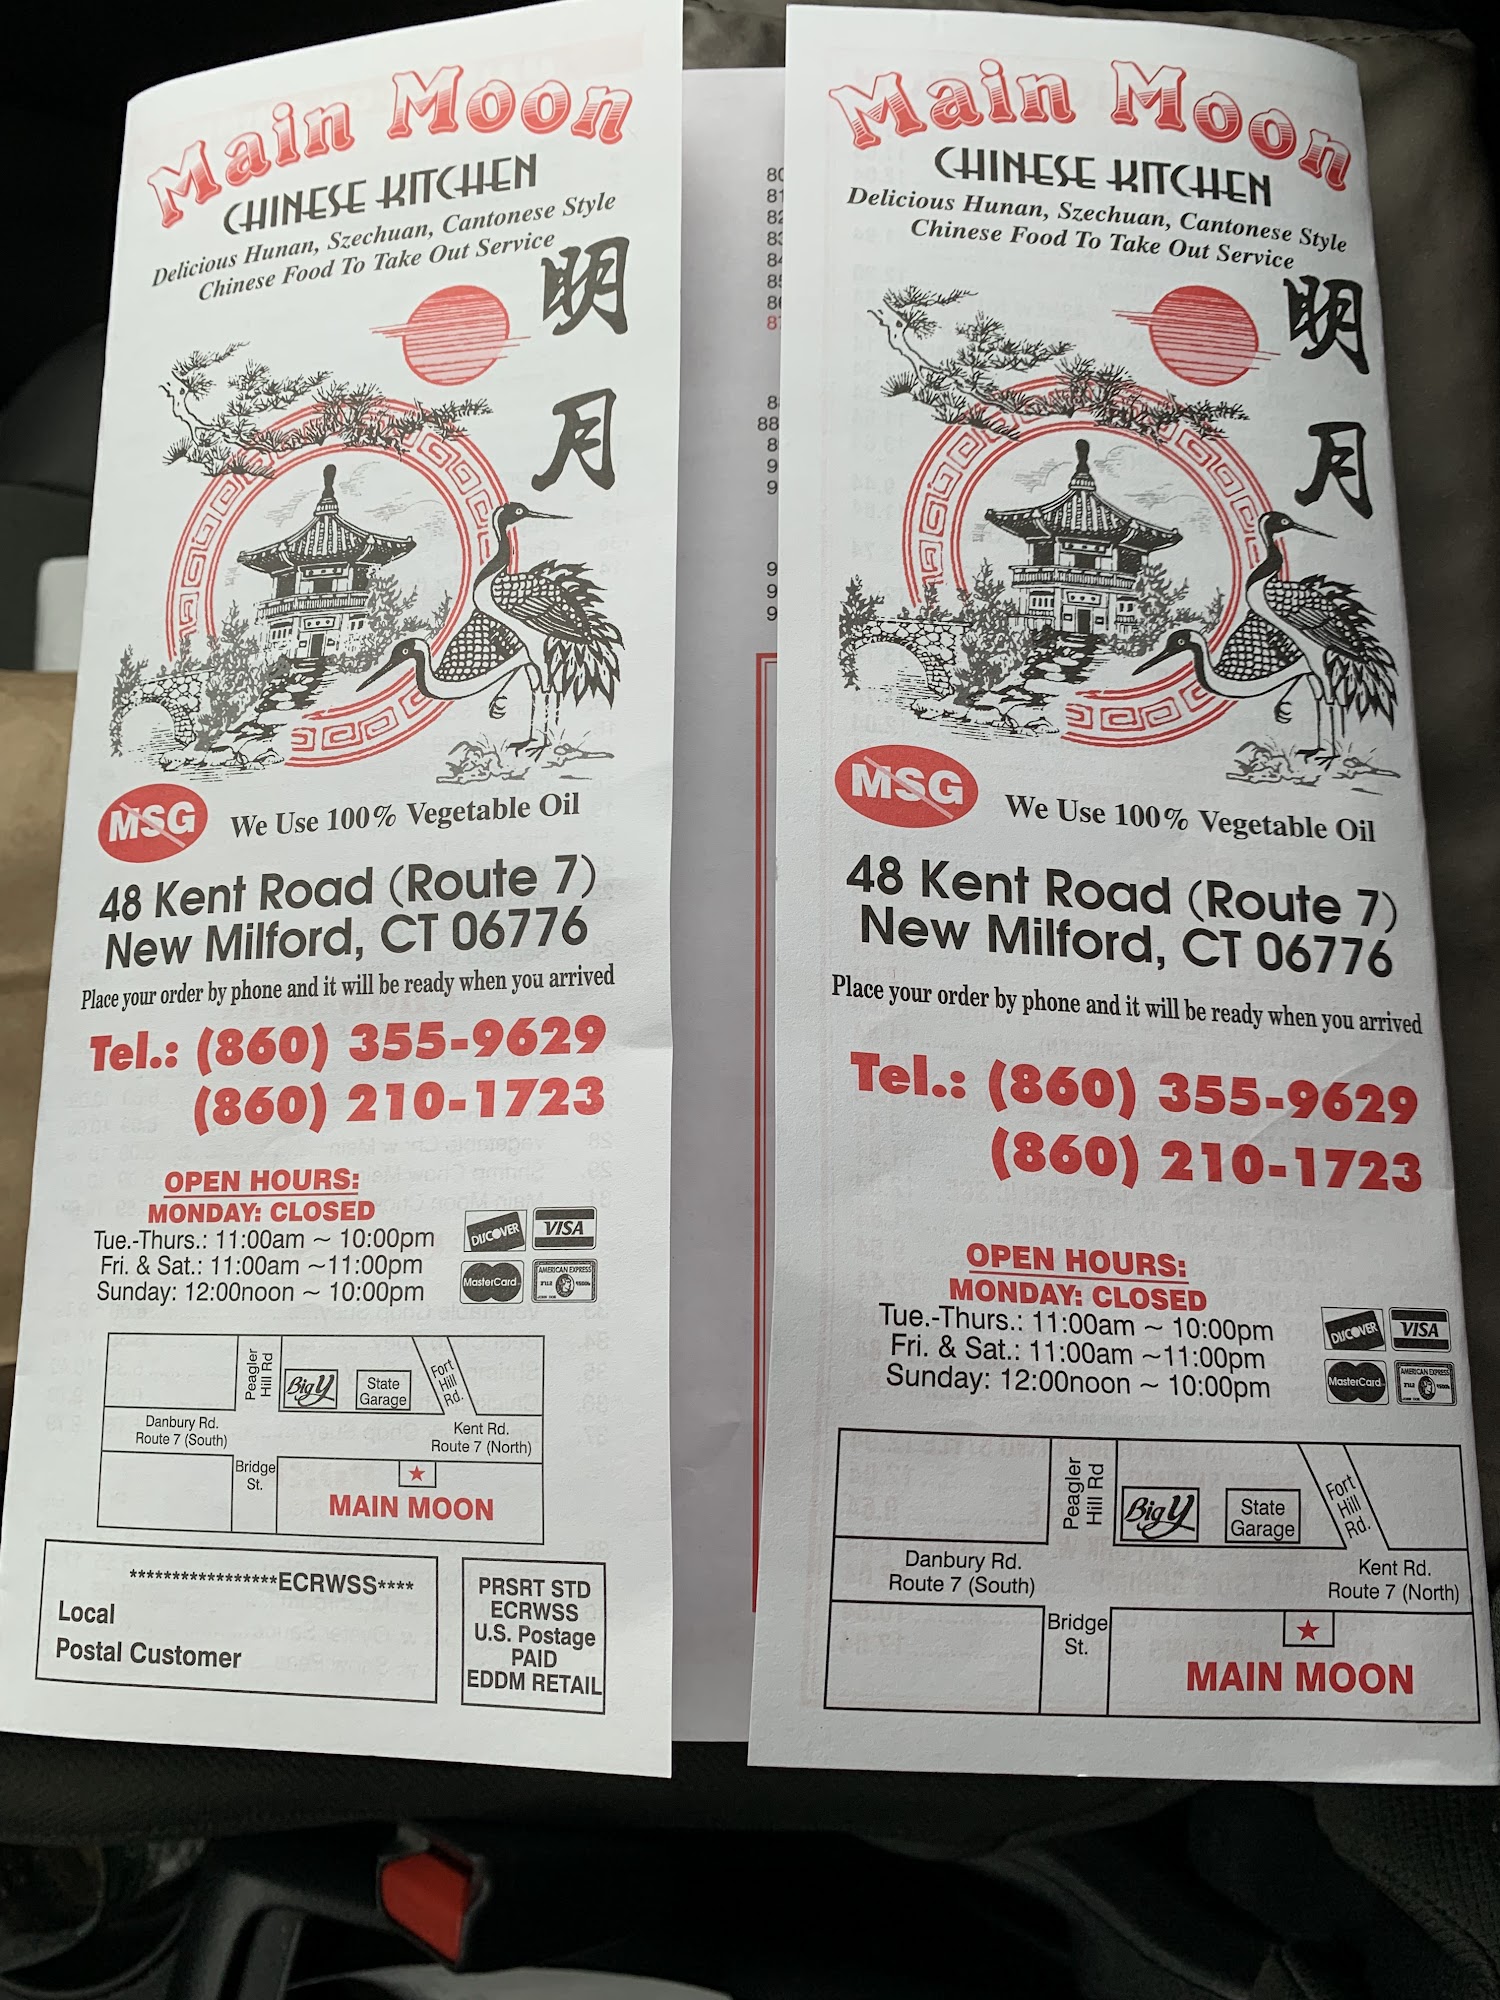 Main Moon
CHINESE KITCHEN
Delicious Hunan, Szechuan, Cantonese Style
Chinese Food To Take Out Service
明
月
MSG
We Use 100% Vegetable Oil
48 Kent Road (Route 7)
New Milford, CT 06776
Place your order by phone and it will be ready when you arrived
Tel.: (860) 355-9629
(860) 210-1723
OPEN HOURS:
MONDAY: CLOSED
Tue.-Thurs.: 11:00am ~ 10:00pm
Fri. & Sat.: 11:00am ~11:00pm
Sunday: 12:00noon ~ 10:00pm
DISCOVER
VISA
MasterCard
AMERICAN EXPRESS
Peagler
Hill Rd
Big Y
State
Garage
Fort
Hill
Rd.
Danbury Rd.
Route 7 (South)
Kent Rd.
Route 7 (North)
Bridge
St.
MAIN MOON
*****************ECRWSS****
Local
Postal Customer
PRSRT STD
ECRWSS
U.S. Postage
PAID
EDDM RETAIL
80
81
82
83
84
85
86
87
88
Main Moon
CHINESE KITCHEN
Delicious Hunan, Szechuan, Cantonese Style
Chinese Food To Take Out Service
明
月
MSG
We Use 100% Vegetable Oil
48 Kent Road (Route 7)
New Milford, CT 06776
Place your order by phone and it will be ready when you arrived
Tel.: (860) 355-9629
(860) 210-1723
OPEN HOURS:
MONDAY: CLOSED
Tue.-Thurs.: 11:00am ~ 10:00pm
Fri. & Sat.: 11:00am ~11:00pm
Sunday: 12:00noon ~ 10:00pm
DISCOVER
VISA
MasterCard
AMERICAN EXPRESS
Peagler
Hill Rd
Big Y
State
Garage
Fort
Hill
Rd.
Danbury Rd.
Route 7 (South)
Kent Rd.
Route 7 (North)
Bridge
St.
MAIN MOON